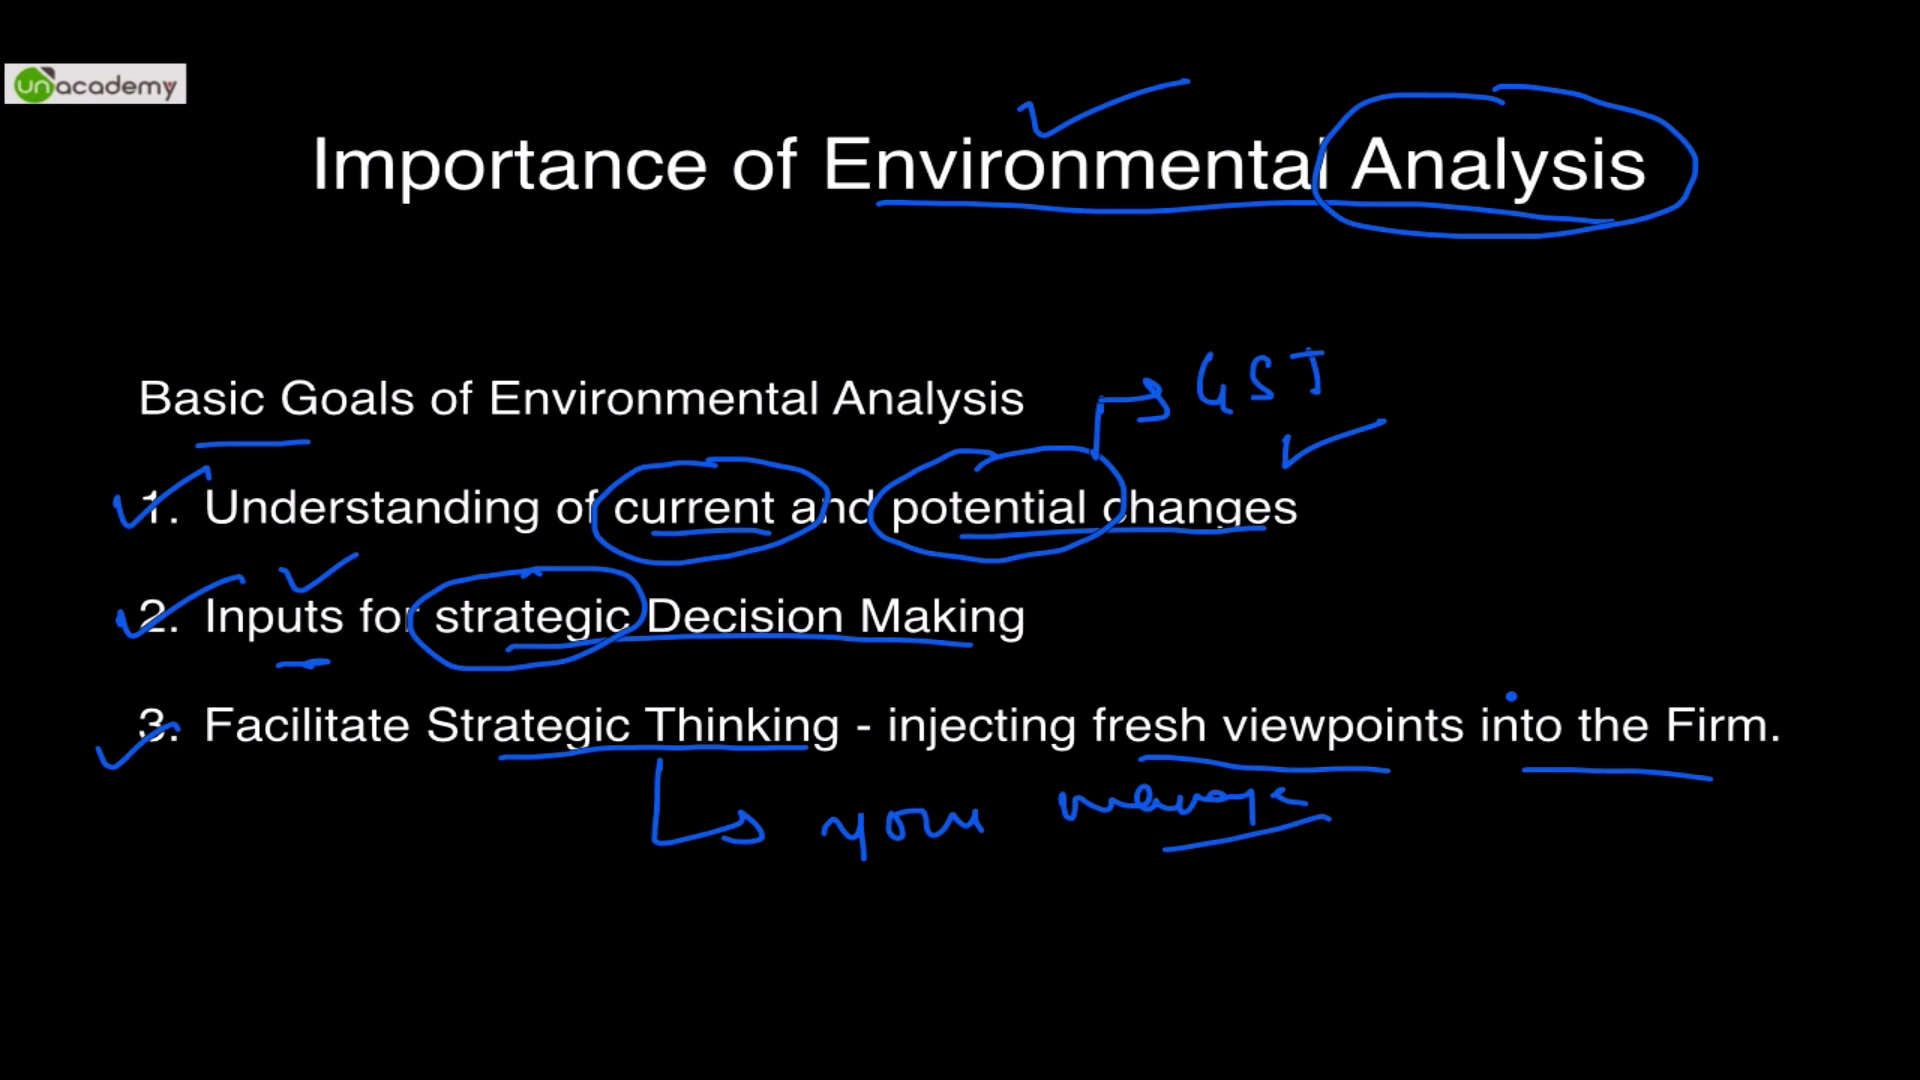 unacademy
Importance of Environmental Analysis
GST
Basic Goals of Environmental Analysis
1. Understanding of current and potential changes
2. Inputs for strategic Decision Making
3. Facilitate Strategic Thinking - injecting fresh viewpoints into the Firm.
your